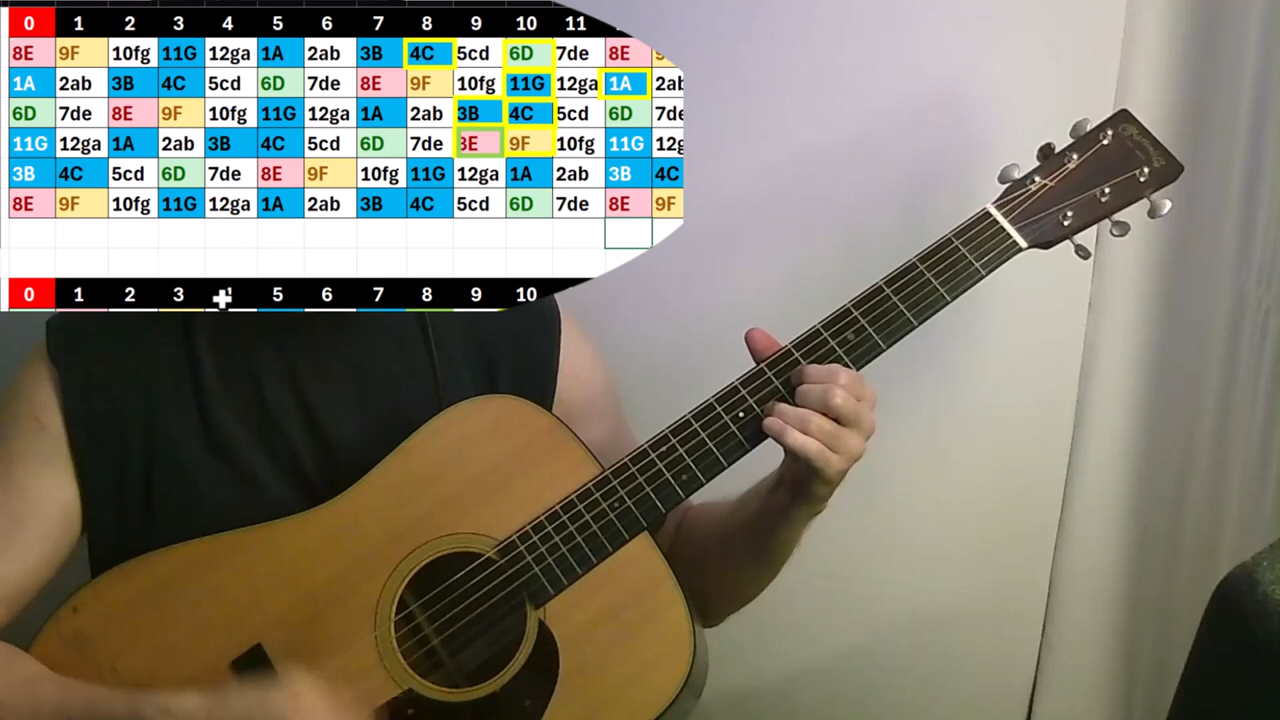 0 1 2 3 4 5 6 7 8 9 10 11
8E 9F 10fg 11G 12ga 1A 2ab 3B 4C 5cd 6D 7de 8E
1A 2ab 3B 4C 5cd 6D 7de 8E 9F 10fg 11G 12ga 1A 2ab
6D 7de 8E 9F 10fg 11G 12ga 1A 2ab 3B 4C 5cd 6D 7de
11G 12ga 1A 2ab 3B 4C 5cd 6D 7de 8E 9F 10fg 11G
3B 4C 5cd 6D 7de 8E 9F 10fg 11G 12ga 1A 2ab 3B 4C
8E 9F 10fg 11G 12ga 1A 2ab 3B 4C 5cd 6D 7de 8E 9F
0 1 2 3 5 6 7 8 9 10